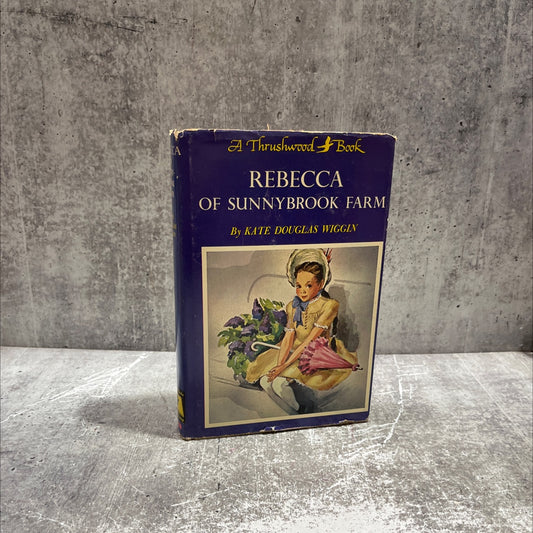 A Thrushwood Book
REBECCA
OF SUNNYBROOK FARM
By KATE DOUGLAS WIGGIN